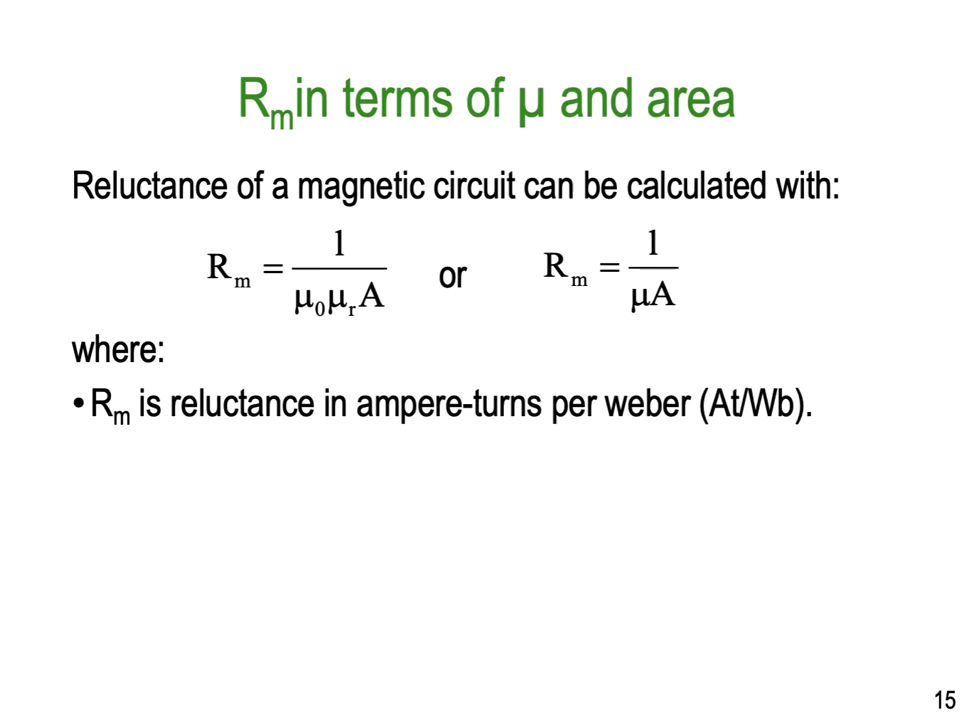 Rmin terms of µ and area
Reluctance of a magnetic circuit can be calculated with:
Rm = l / μ0μrA or Rm = l / μA
where:
• Rm is reluctance in ampere-turns per weber (At/Wb).
15